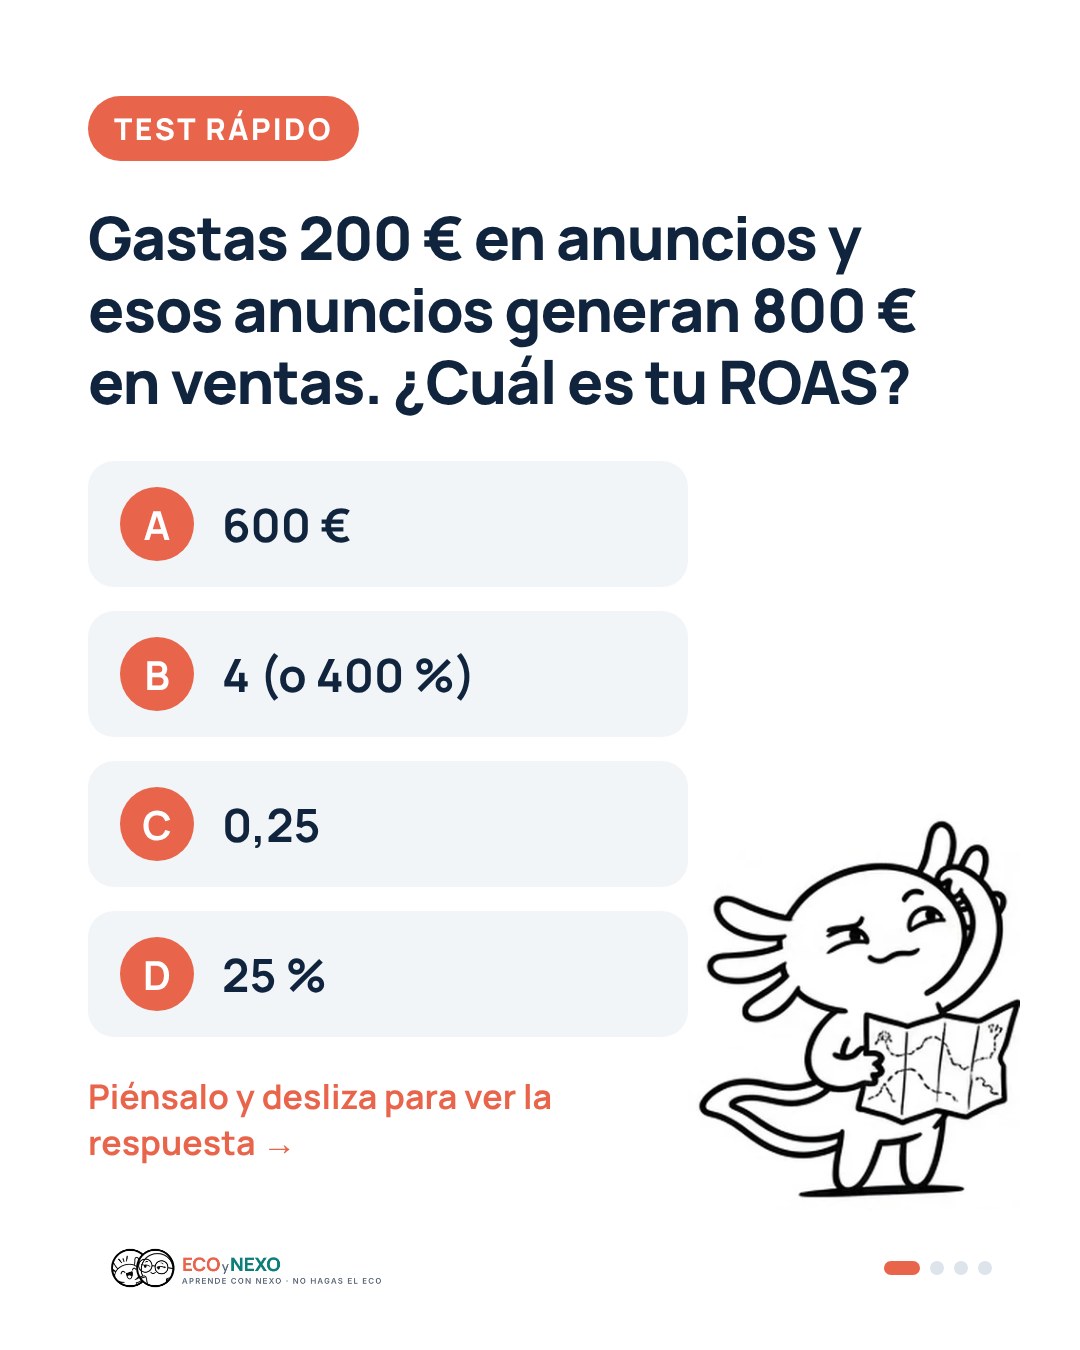 TEST RÁPIDO
Gastas 200 € en anuncios y
esos anuncios generan 800 €
en ventas. ¿Cuál es tu ROAS?
A 600 €
B 4 (o 400 %)
C 0,25
D 25 %
Piénsalo y desliza para ver la
respuesta →
ECOyNEXO
APRENDE CON NEXO · NO HAGAS EL ECO